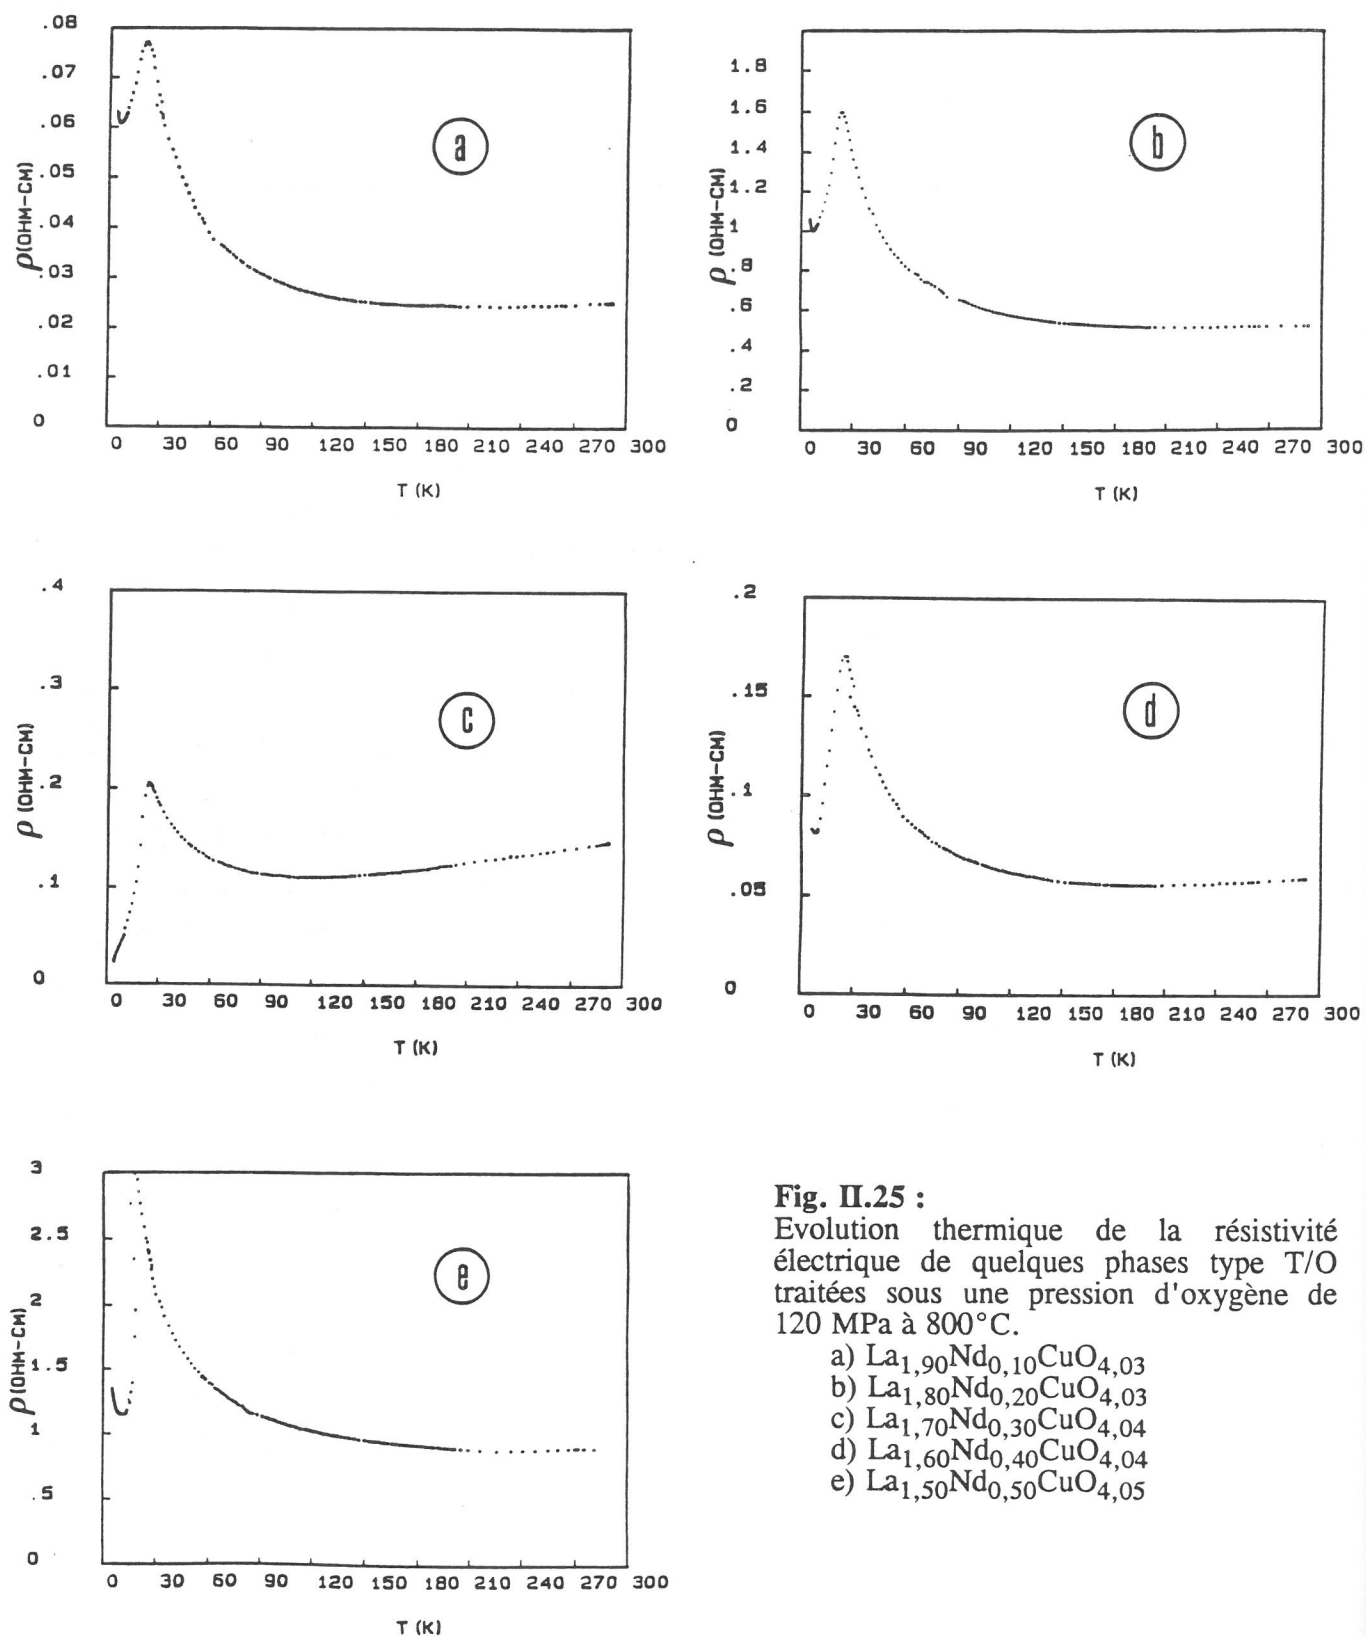 .08
.07
.06
.05
.04
.03
.02
.01
0
ρ(OHM-CM)
a
0 30 60 90 120 150 180 210 240 270 300
T (K)
1.8
1.6
1.4
1.2
1
.8
.6
.4
.2
0
ρ (OHM-CM)
b
0 30 60 90 120 150 180 210 240 270 300
T (K)
.4
.3
.2
.1
0
ρ (OHM-CM)
c
0 30 60 90 120 150 180 210 240 270 300
T (K)
.2
.15
.1
.05
0
ρ (OHM-CM)
d
0 30 60 90 120 150 180 210 240 270 300
T (K)
3
2.5
2
1.5
1
.5
0
ρ(OHM-CM)
e
0 30 60 90 120 150 180 210 240 270 300
T (K)
Fig. II.25 :
Evolution thermique de la résistivité
électrique de quelques phases type T/O
traitées sous une pression d'oxygène de
120 MPa à 800°C.
a) La1,90Nd0,10CuO4,03
b) La1,80Nd0,20CuO4,03
c) La1,70Nd0,30CuO4,04
d) La1,60Nd0,40CuO4,04
e) La1,50Nd0,50CuO4,05